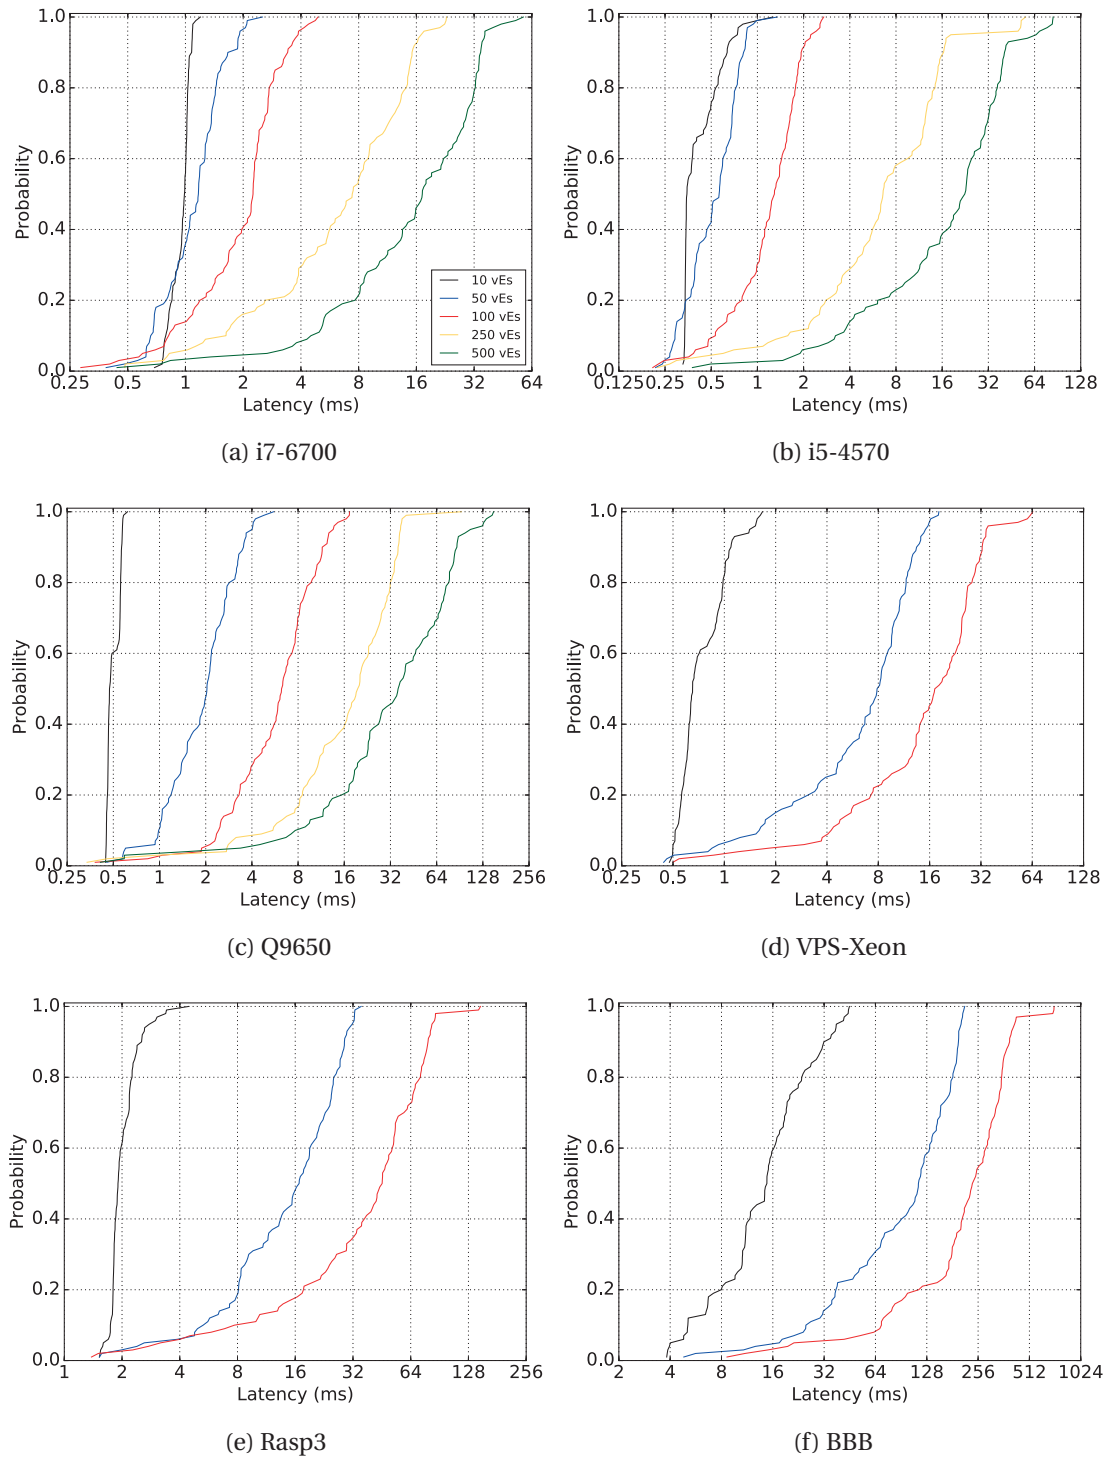 1.0
0.8
0.6
0.4
0.2
0.0
Probability
0.25 0.5 1 2 4 8 16 32 64
Latency (ms)
10 vEs
50 vEs
100 vEs
250 vEs
500 vEs
(a) i7-6700
1.0
0.8
0.6
0.4
0.2
0.0
Probability
0.125 0.25 0.5 1 2 4 8 16 32 64 128
Latency (ms)
(b) i5-4570
1.0
0.8
0.6
0.4
0.2
0.0
Probability
0.25 0.5 1 2 4 8 16 32 64 128 256
Latency (ms)
(c) Q9650
1.0
0.8
0.6
0.4
0.2
0.0
Probability
0.25 0.5 1 2 4 8 16 32 64 128
Latency (ms)
(d) VPS-Xeon
1.0
0.8
0.6
0.4
0.2
0.0
Probability
1 2 4 8 16 32 64 128 256
Latency (ms)
(e) Rasp3
1.0
0.8
0.6
0.4
0.2
0.0
Probability
2 4 8 16 32 64 128 256 512 1024
Latency (ms)
(f) BBB